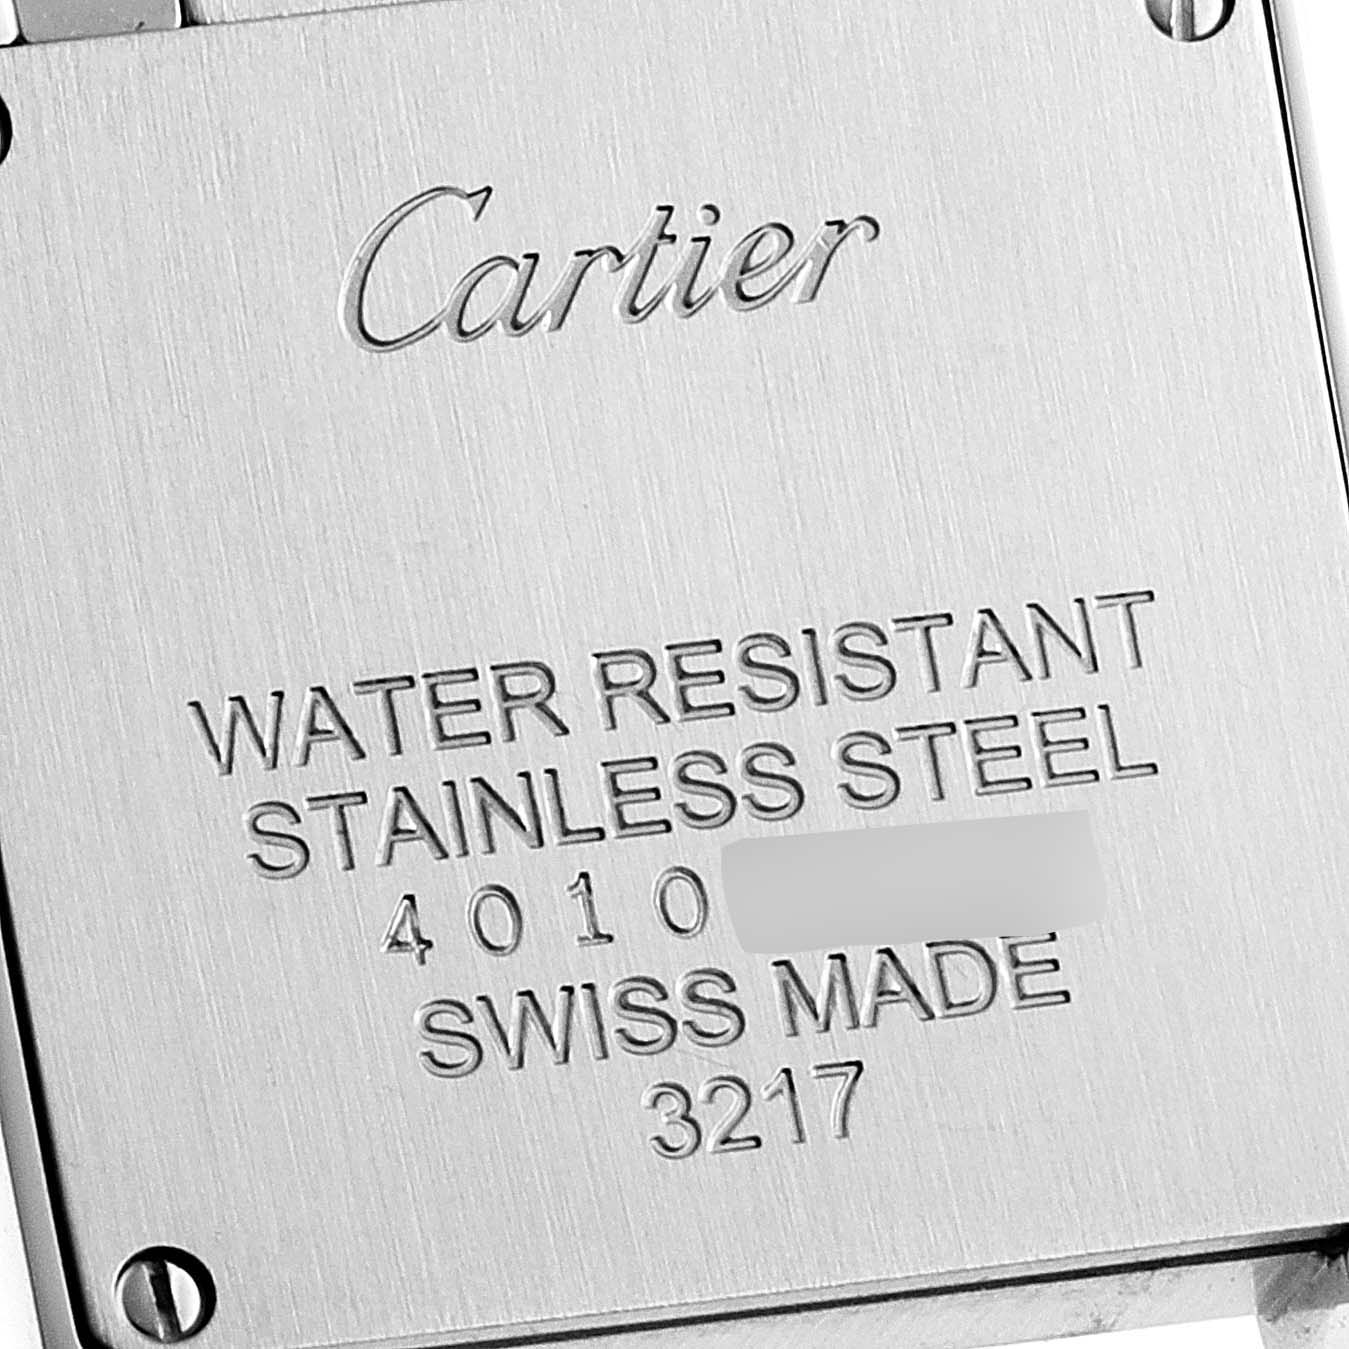 Cartier
WATER RESISTANT
STAINLESS STEEL
4010
SWISS MADE
3217